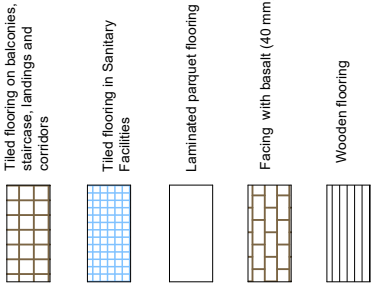 Tiled flooring on balconies,
staircase, landings and
corridors
Tiled flooring in Sanitary
Facilities
Laminated parquet flooring
Facing with basalt (40 mm
Wooden flooring